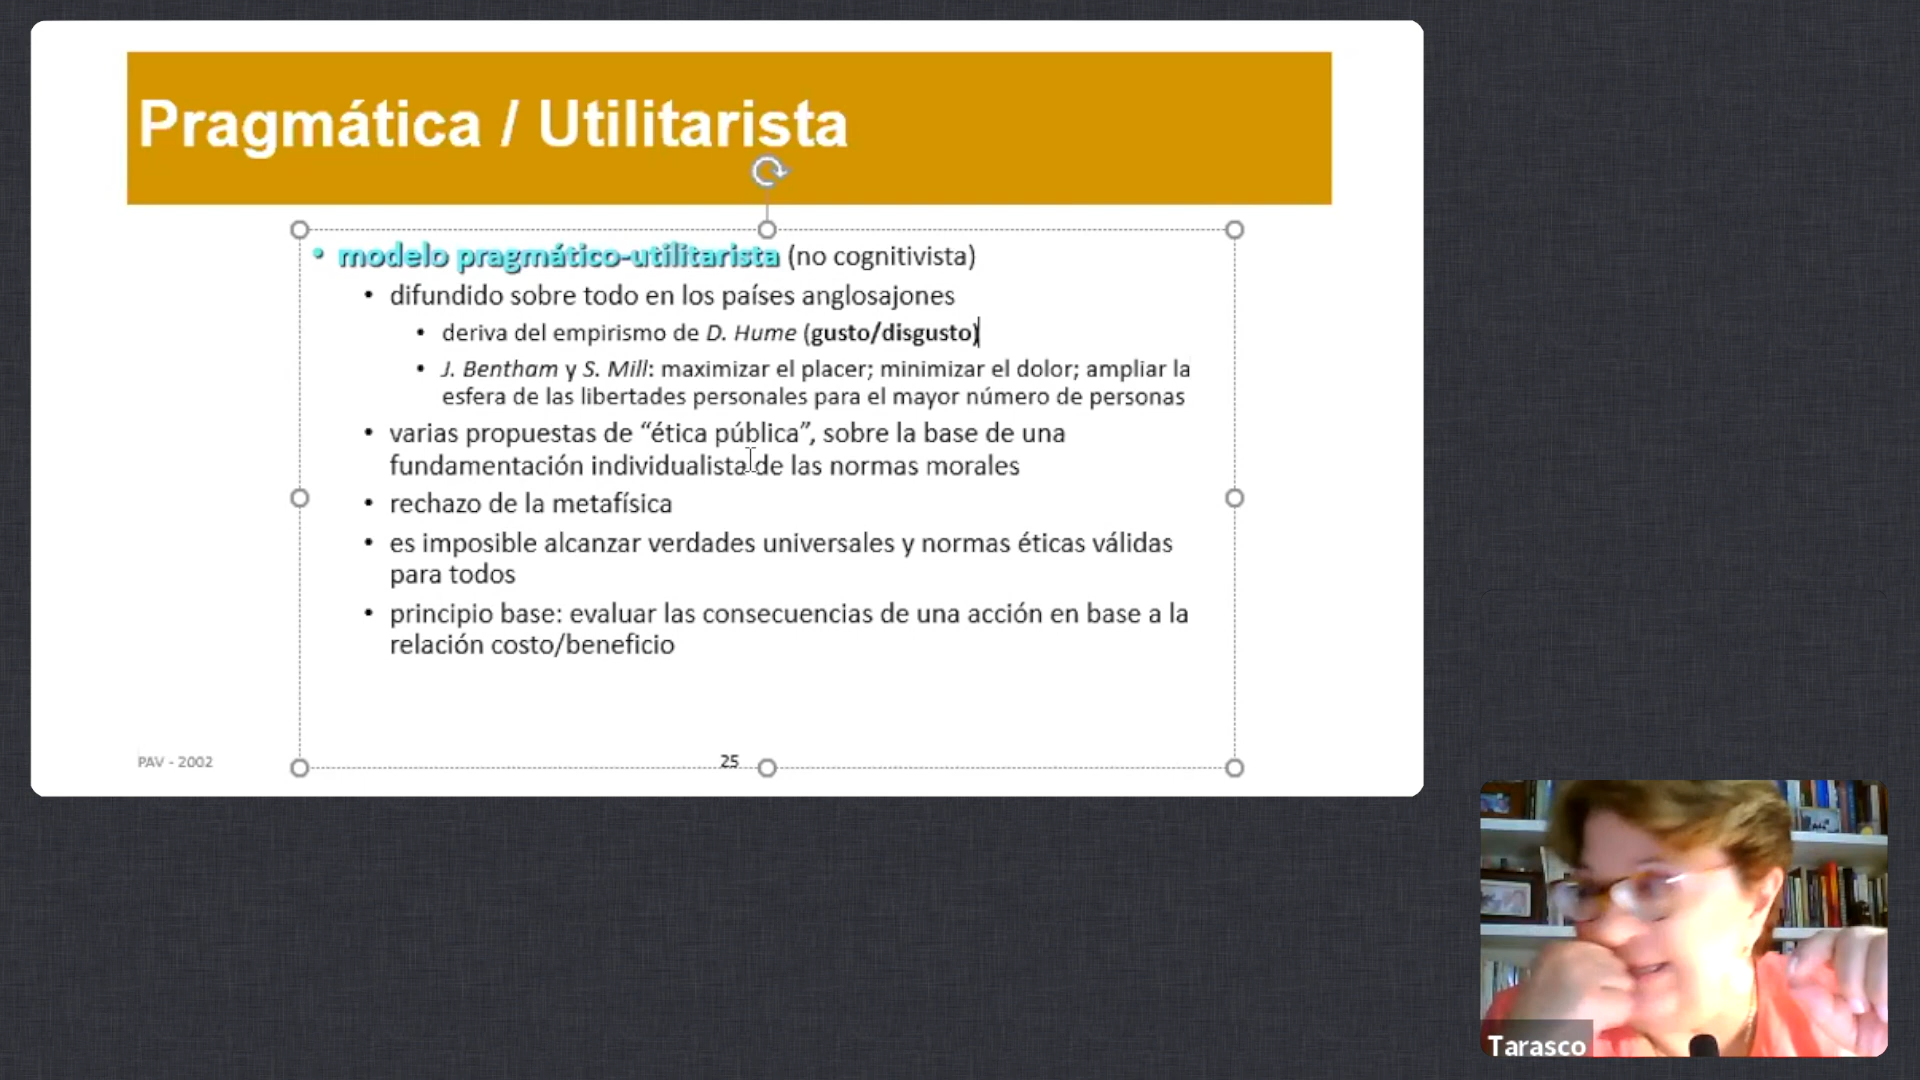 Pragmática / Utilitarista
• modelo pragmático-utilitarista (no cognitivista)
• difundido sobre todo en los países anglosajones
• deriva del empirismo de D. Hume (gusto/disgusto)
• J. Bentham y S. Mill: maximizar el placer; minimizar el dolor; ampliar la
esfera de las libertades personales para el mayor número de personas
• varias propuestas de “ética pública”, sobre la base de una
fundamentación individualista de las normas morales
• rechazo de la metafísica
• es imposible alcanzar verdades universales y normas éticas válidas
para todos
• principio base: evaluar las consecuencias de una acción en base a la
relación costo/beneficio
PAV - 2002
25
Tarasco